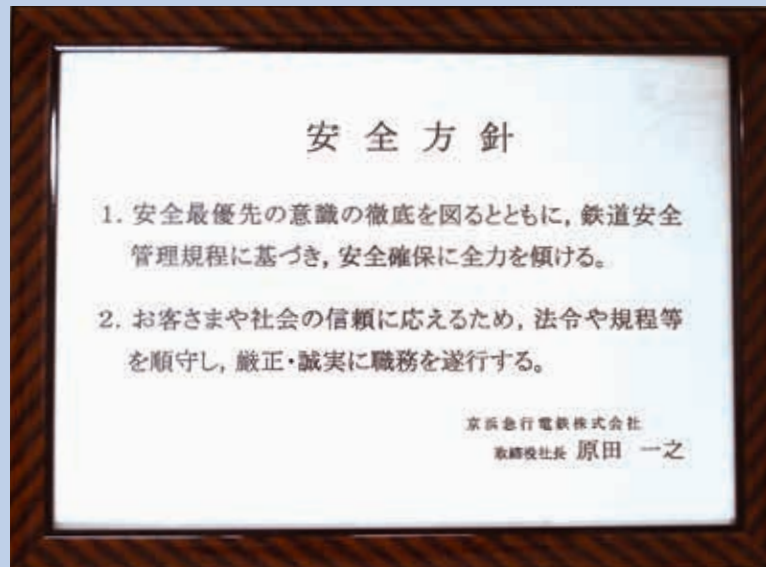 安全方針
1. 安全最優先の意識の徹底を図るとともに, 鉄道安全
管理規程に基づき, 安全確保に全力を傾ける。
2. お客さまや社会の信頼に応えるため, 法令や規程等
を順守し, 厳正・誠実に職務を遂行する。
京浜急行電鉄株式会社
取締役社長 原田 一之